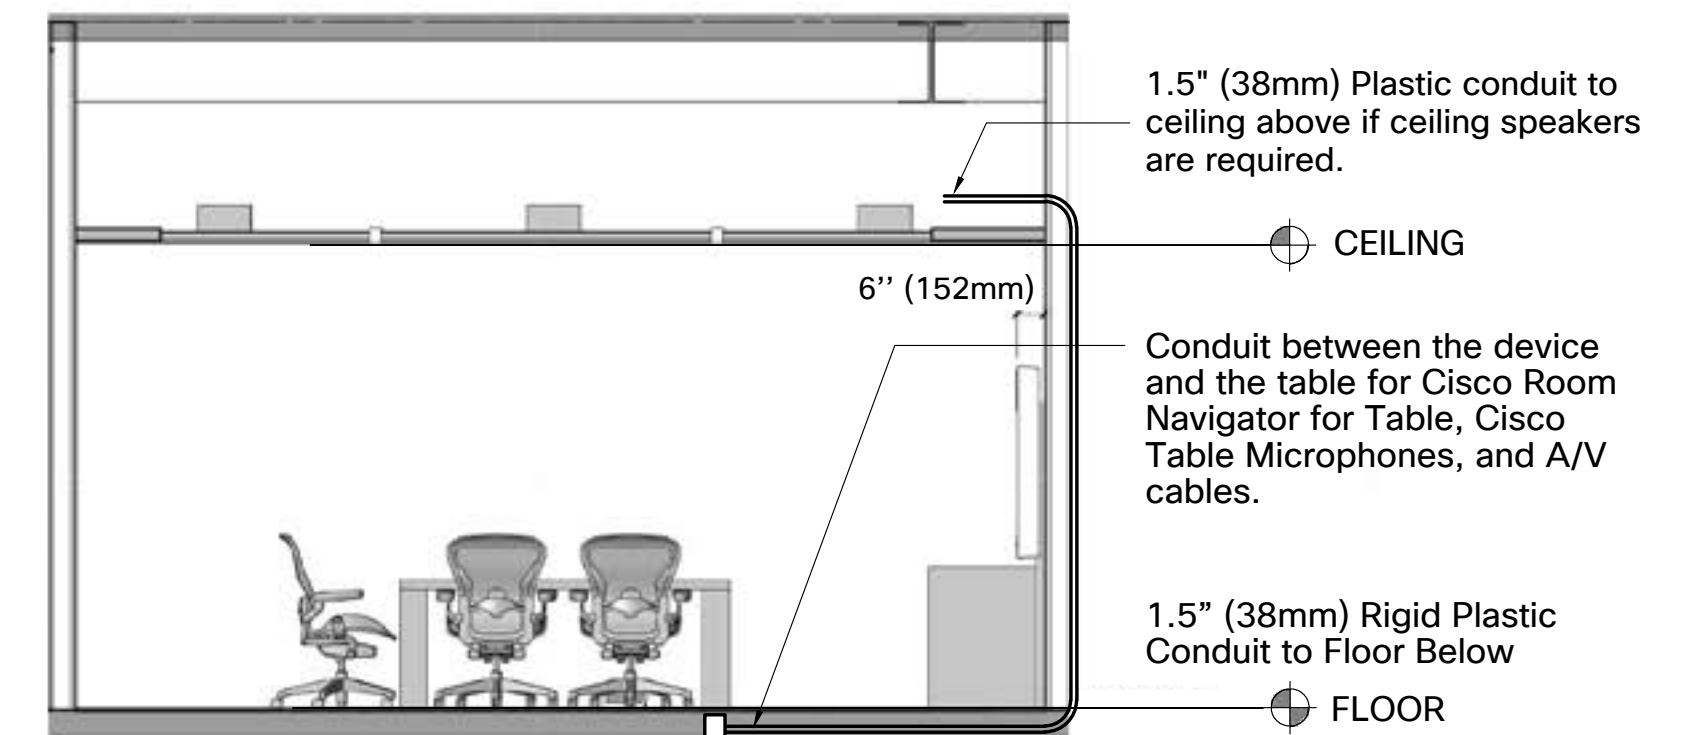 1.5" (38mm) Plastic conduit to
ceiling above if ceiling speakers
are required.
CEILING
6’’ (152mm)
Conduit between the device
and the table for Cisco Room
Navigator for Table, Cisco
Table Microphones, and A/V
cables.
1.5” (38mm) Rigid Plastic
Conduit to Floor Below
FLOOR